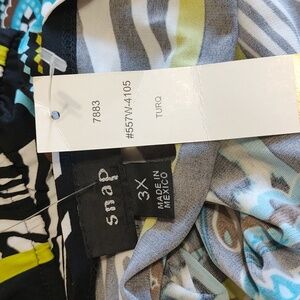 7883
#557W-4105
TURQ
snap
3X
MADE IN
MEXICO